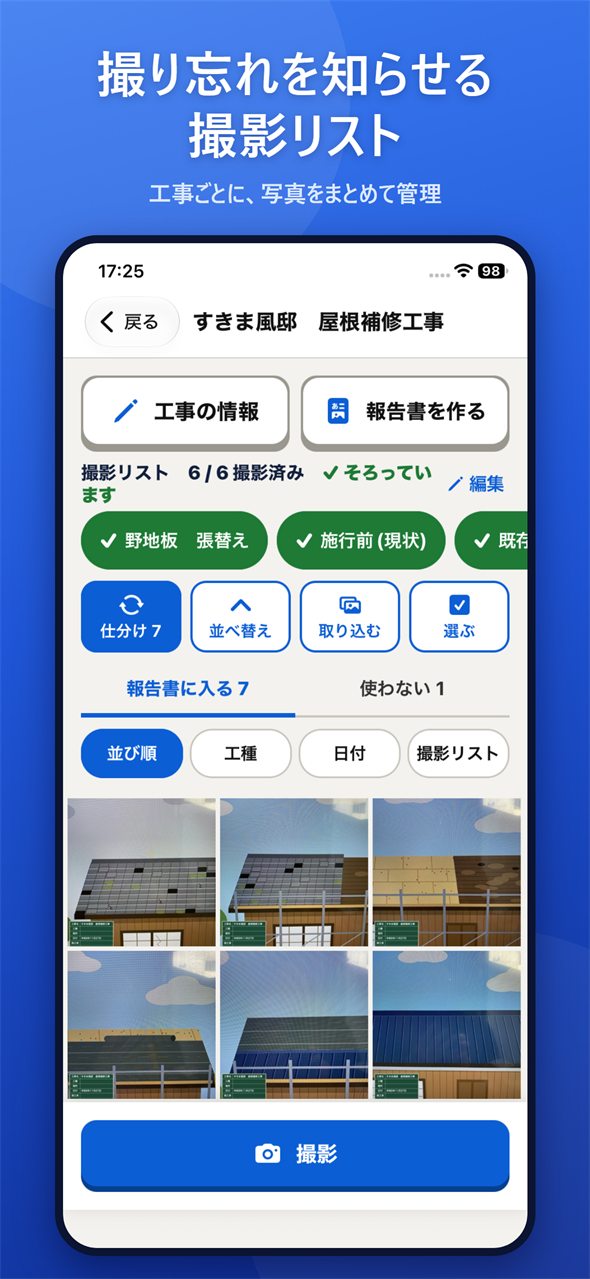 撮り忘れを知らせる
撮影リスト
工事ごとに、写真をまとめて管理
17:25
98
戻る
すきま風邸　屋根補修工事
工事の情報
報告書を作る
撮影リスト　6 / 6 撮影済み　✓ そろってい
ます
編集
野地板　張替え
施行前 (現状)
既存
仕分け 7
並べ替え
取り込む
選ぶ
報告書に入る 7
使わない 1
並び順
工種
日付
撮影リスト
撮影